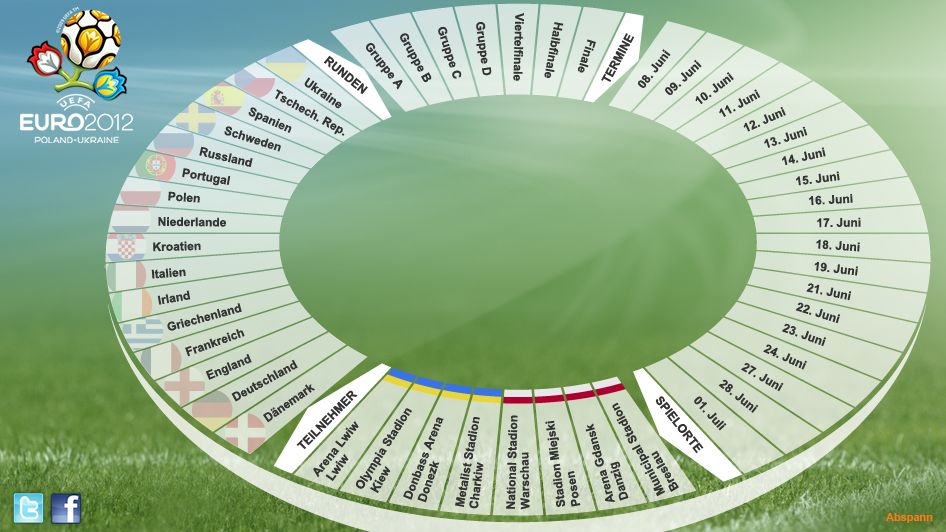 UEFA
EURO2012
POLAND-UKRAINE
RUNDEN
Gruppe A
Gruppe B
Gruppe C
Gruppe D
Viertelfinale
Halbfinale
Finale
TERMINE
08. Juni
09. Juni
10. Juni
11. Juni
12. Juni
13. Juni
14. Juni
15. Juni
16. Juni
17. Juni
18. Juni
19. Juni
21. Juni
22. Juni
23. Juni
24. Juni
27. Juni
28. Juni
01. Juli
SPIELORTE
Municipal Stadion
Breslau
Arena Gdansk
Danzig
Stadion Miejski
Posen
National Stadion
Warschau
Metalist Stadion
Charkiw
Donbass Arena
Donezk
Olympia Stadion
Kiew
Arena Lwiw
Lwiw
TEILNEHMER
Dänemark
Deutschland
England
Frankreich
Griechenland
Irland
Italien
Kroatien
Niederlande
Polen
Portugal
Russland
Schweden
Spanien
Tschech. Rep.
Ukraine
Abspann